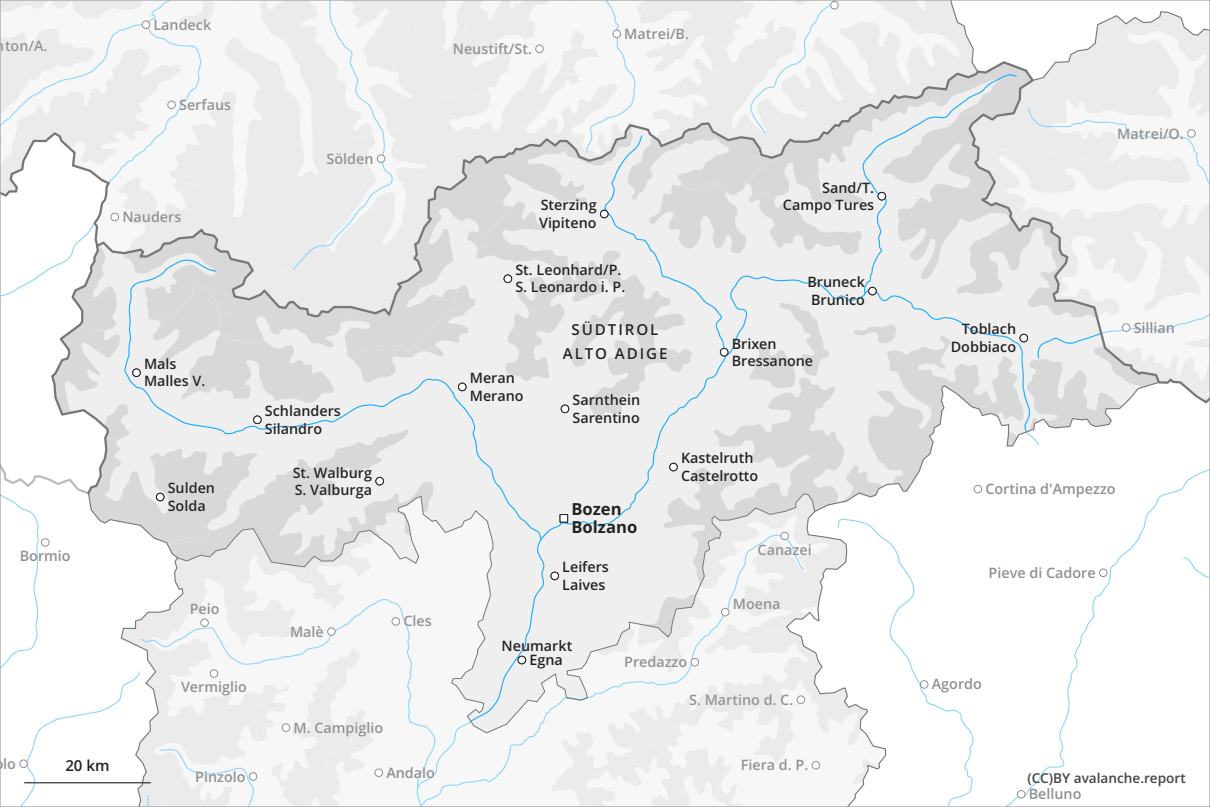 Landeck
Matrei/B.
Neustift/St.
nton/A.
Serfaus
Matrei/O.
Sölden
Sand/T.
Campo Tures
Sterzing
Vipiteno
Nauders
St. Leonhard/P.
S. Leonardo i. P.
Bruneck
Brunico
SÜDTIROL
ALTO ADIGE
Toblach
Dobbiaco
Sillian
Brixen
Bressanone
Mals
Malles V.
Meran
Merano
Sarnthein
Sarentino
Schlanders
Silandro
Kastelruth
Castelrotto
St. Walburg
S. Valburga
Sulden
Solda
Cortina d'Ampezzo
Bozen
Bolzano
Bormio
Canazei
Leifers
Laives
Pieve di Cadore
Peio
Moena
Malè
Cles
Neumarkt
Egna
Predazzo
Vermiglio
Agordo
S. Martino d. C.
M. Campiglio
olo
20 km
Pinzolo
Andalo
Fiera d. P.
(CC)BY avalanche.report
Belluno